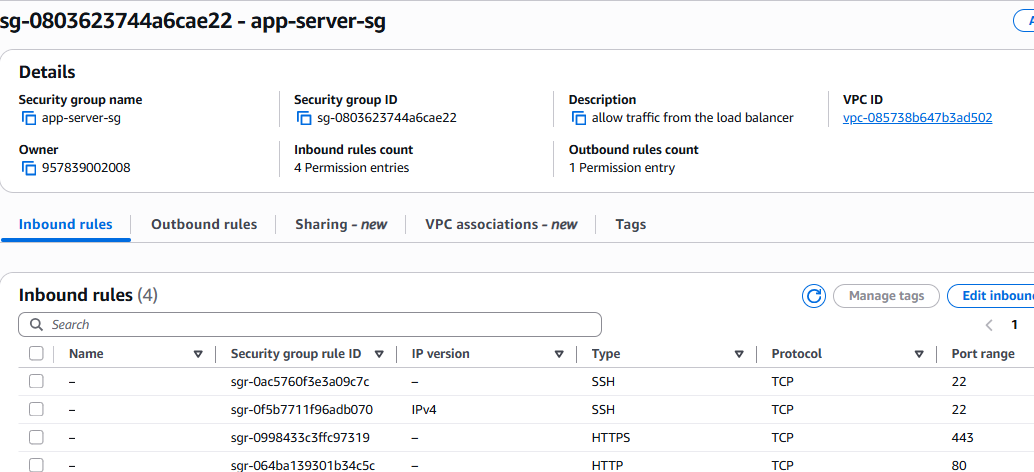 sg-0803623744a6cae22 - app-server-sg
Details
Security group name Security group ID Description VPC ID
app-server-sg sg-0803623744a6cae22 allow traffic from the load balancer vpc-085738b647b3ad502
Owner Inbound rules count Outbound rules count
957839002008 4 Permission entries 1 Permission entry
Inbound rules Outbound rules Sharing - new VPC associations - new Tags
Inbound rules (4) Manage tags Edit inboun
Search 1
Name Security group rule ID IP version Type Protocol Port range
– sgr-0ac5760f3e3a09c7c – SSH TCP 22
– sgr-0f5b7711f96adb070 IPv4 SSH TCP 22
– sgr-0998433c3ffc97319 – HTTPS TCP 443
– sgr-064ba139301b34c5c – HTTP TCP 80